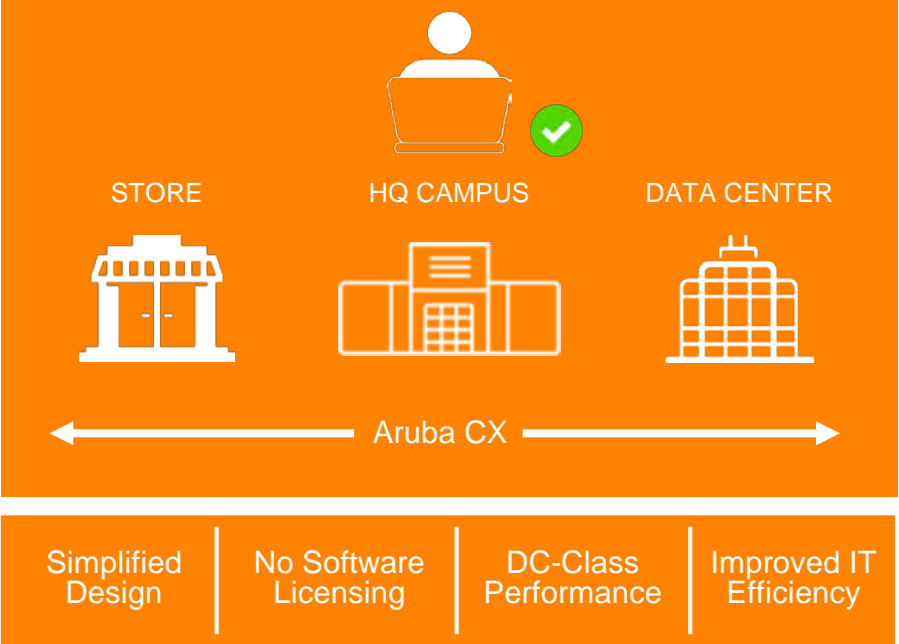 STORE
HQ CAMPUS
DATA CENTER
Aruba CX
Simplified
Design
No Software
Licensing
DC-Class
Performance
Improved IT
Efficiency